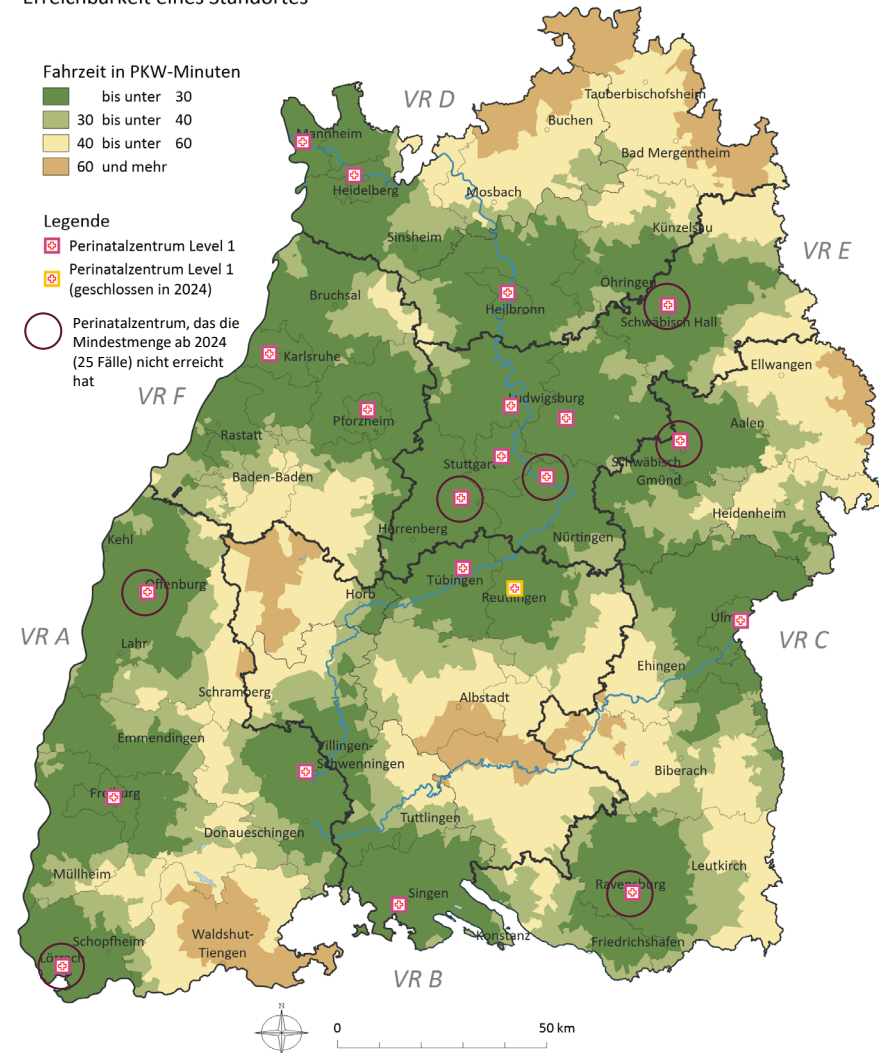 Erreichbarkeit eines Standortes
Fahrzeit in PKW-Minuten
bis unter 30
30 bis unter 40
40 bis unter 60
60 und mehr
Legende
Perinatalzentrum Level 1
Perinatalzentrum Level 1
(geschlossen in 2024)
Perinatalzentrum, das die
Mindestmenge ab 2024
(25 Fälle) nicht erreicht
hat
VR D
Tauberbischofsheim
Buchen
Mannheim
Bad Mergentheim
Heidelberg
Mosbach
Künzelsau
Sinsheim
VR E
Öhringen
Bruchsal
Heilbronn
Schwäbisch Hall
Karlsruhe
Ellwangen
VR F
Ludwigsburg
Pforzheim
Aalen
Rastatt
Stuttgart
Schwäbisch
Gmünd
Baden-Baden
Heidenheim
Herrenberg
Nürtingen
Kehl
Tübingen
Offenburg
Horb
Reutlingen
Ulm
VR A
VR C
Lahr
Ehingen
Schramberg
Albstadt
Emmendingen
Villingen-
Schwenningen
Biberach
Freiburg
Tuttlingen
Donaueschingen
Leutkirch
Müllheim
Ravensburg
Singen
Konstanz
Schopfheim
Waldshut-
Tiengen
Friedrichshafen
Lörrach
VR B
N
0
50 km